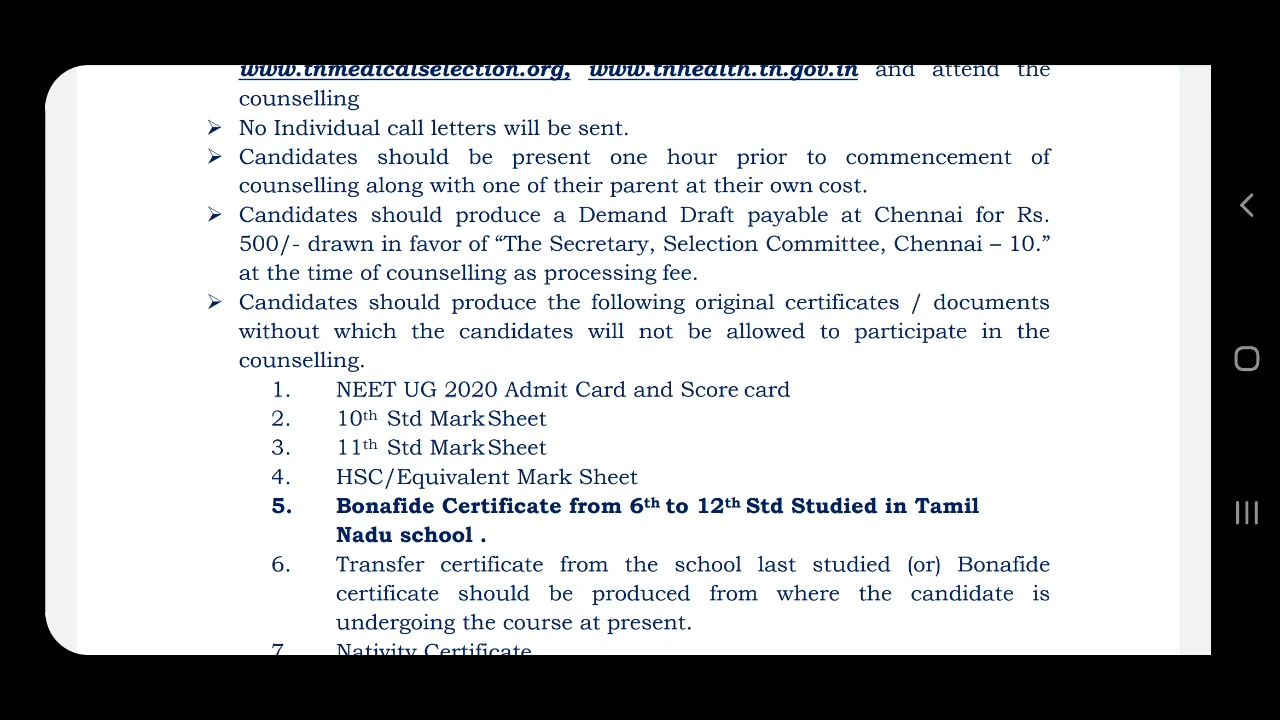 www.tnmedicalselection.org, www.tnhealth.tn.gov.in and attend the
counselling
➢ No Individual call letters will be sent.
➢ Candidates should be present one hour prior to commencement of
counselling along with one of their parent at their own cost.
➢ Candidates should produce a Demand Draft payable at Chennai for Rs.
500/- drawn in favor of “The Secretary, Selection Committee, Chennai – 10.”
at the time of counselling as processing fee.
➢ Candidates should produce the following original certificates / documents
without which the candidates will not be allowed to participate in the
counselling.
1. NEET UG 2020 Admit Card and Score card
2. 10th Std Mark Sheet
3. 11th Std Mark Sheet
4. HSC/Equivalent Mark Sheet
5. Bonafide Certificate from 6th to 12th Std Studied in Tamil
Nadu school .
6. Transfer certificate from the school last studied (or) Bonafide
certificate should be produced from where the candidate is
undergoing the course at present.
7. Nativity Certificate